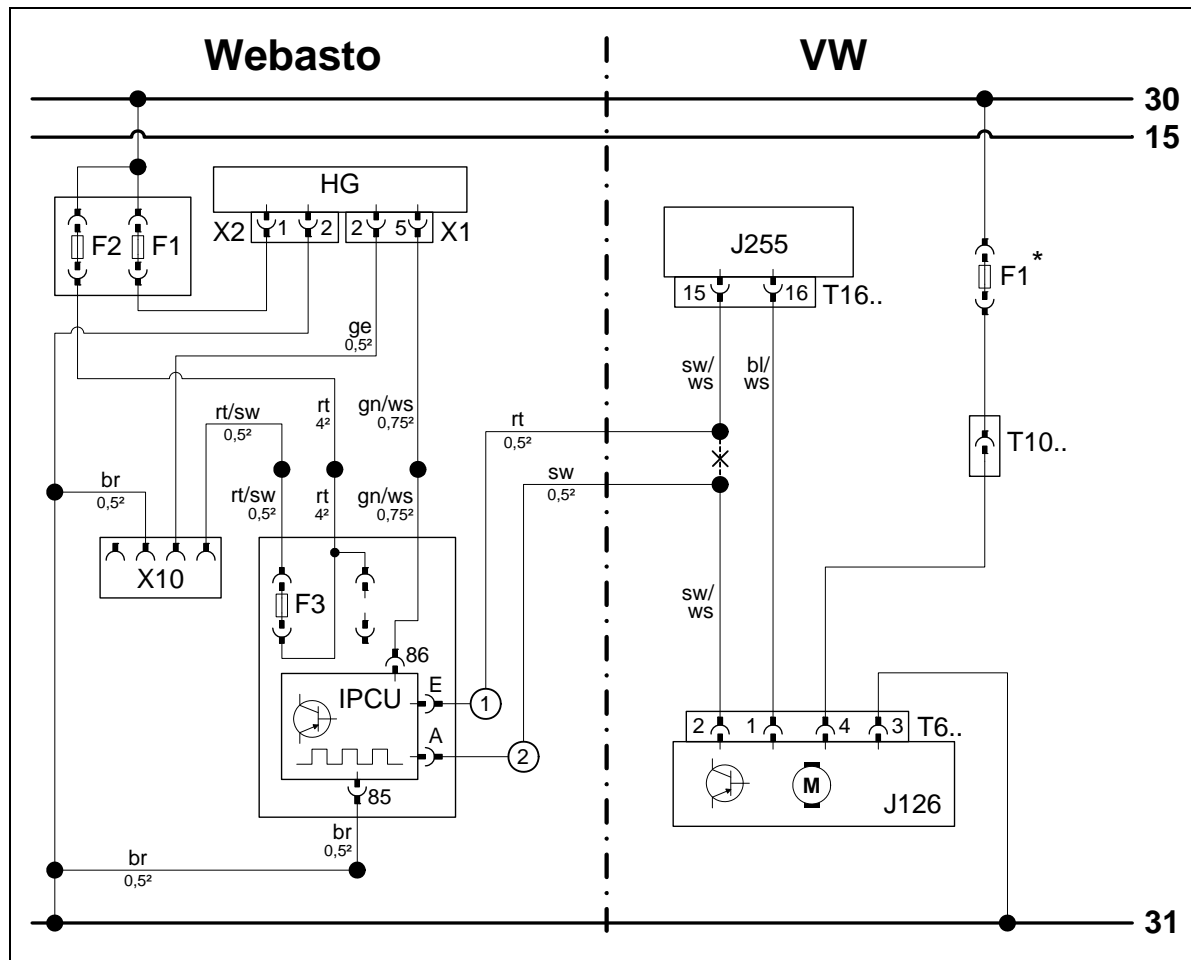 Webasto
VW
30
15
HG
X2 1 2 2 5 X1
F2 F1
J255
15 16 T16..
F1*
ge
0,5²
sw/
ws
bl/
ws
rt/sw
0,5²
rt
4²
gn/ws
0,75²
rt
0,5²
T10..
br
0,5²
rt/sw
0,5²
rt
4²
gn/ws
0,75²
sw
0,5²
X10
F3
sw/
ws
86
IPCU
E
1
A
2
85
2 1 4 3 T6..
M
J126
br
0,5²
br
0,5²
31